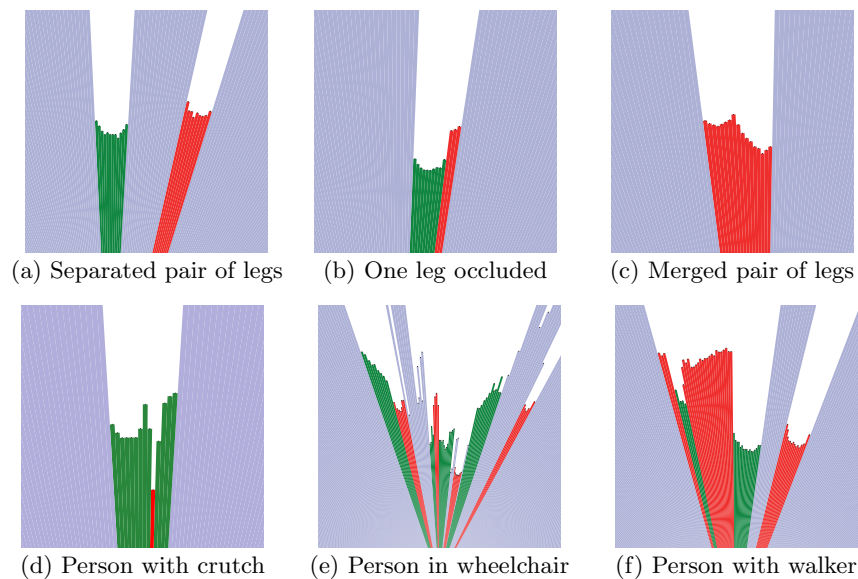 (a) Separated pair of legs
(b) One leg occluded
(c) Merged pair of legs
(d) Person with crutch
(e) Person in wheelchair
(f) Person with walker